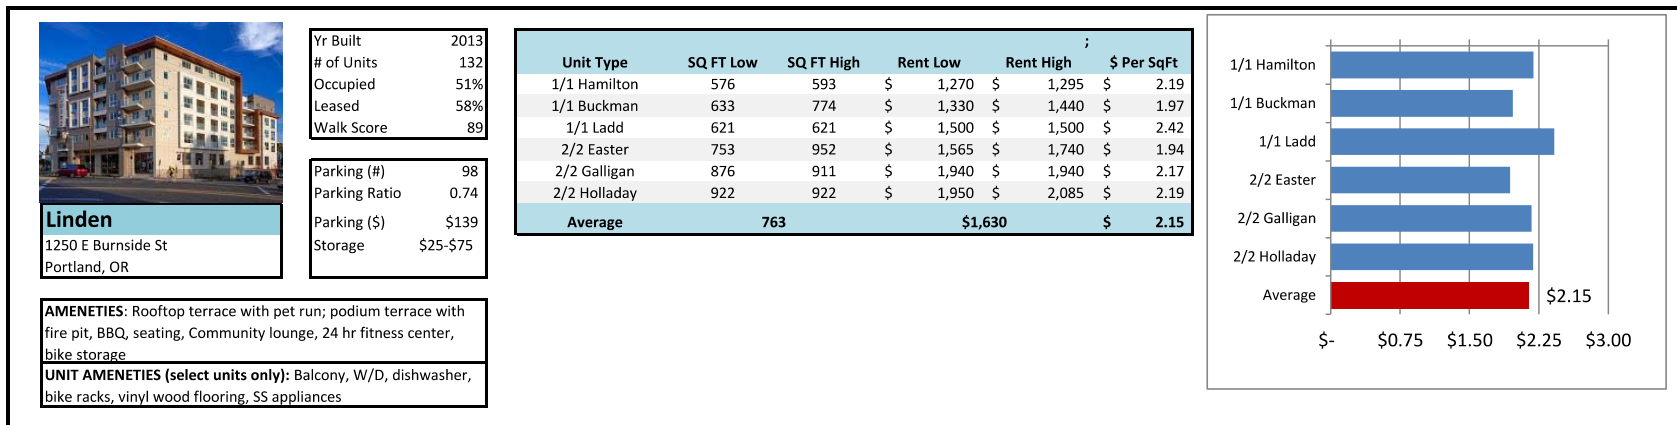 Linden
1250 E Burnside St
Portland, OR
Yr Built 2013
# of Units 132
Occupied 51%
Leased 58%
Walk Score 89
Parking (#) 98
Parking Ratio 0.74
Parking ($) $139
Storage $25-$75
AMENETIES: Rooftop terrace with pet run; podium terrace with
fire pit, BBQ, seating, Community lounge, 24 hr fitness center,
bike storage
UNIT AMENETIES (select units only): Balcony, W/D, dishwasher,
bike racks, vinyl wood flooring, SS appliances
;
Unit Type SQ FT Low SQ FT High Rent Low Rent High $ Per SqFt
1/1 Hamilton 576 593 $ 1,270 $ 1,295 $ 2.19
1/1 Buckman 633 774 $ 1,330 $ 1,440 $ 1.97
1/1 Ladd 621 621 $ 1,500 $ 1,500 $ 2.42
2/2 Easter 753 952 $ 1,565 $ 1,740 $ 1.94
2/2 Galligan 876 911 $ 1,940 $ 1,940 $ 2.17
2/2 Holladay 922 922 $ 1,950 $ 2,085 $ 2.19
Average 763 $1,630 $ 2.15
1/1 Hamilton
1/1 Buckman
1/1 Ladd
2/2 Easter
2/2 Galligan
2/2 Holladay
Average $2.15
$- $0.75 $1.50 $2.25 $3.00